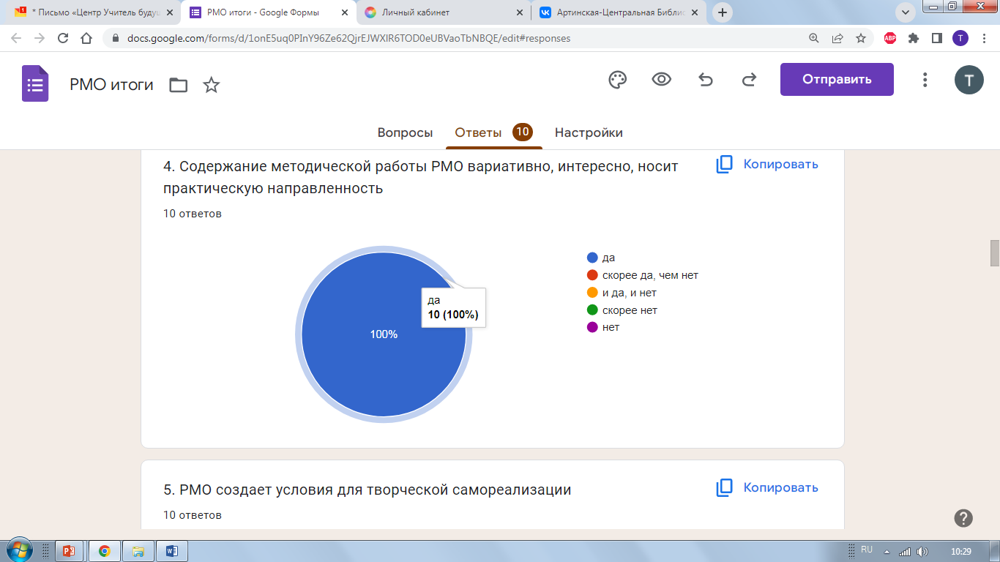 * Письмо «Центр Учитель будущ
РМО итоги - Google Формы
Личный кабинет
Артинская-Центральная Библио
docs.google.com/forms/d/1onE5uq0PInY96Ze62QjrEJWXlR6TOD0eUBVaoTbNBQE/edit#responses
ABP
T
РМО итоги
Отправить
T
Вопросы
Ответы 10
Настройки
4. Содержание методической работы РМО вариативно, интересно, носит
практическую направленность
Копировать
10 ответов
да
10 (100%)
100%
да
скорее да, чем нет
и да, и нет
скорее нет
нет
5. РМО создает условия для творческой самореализации
Копировать
10 ответов
RU
10:29